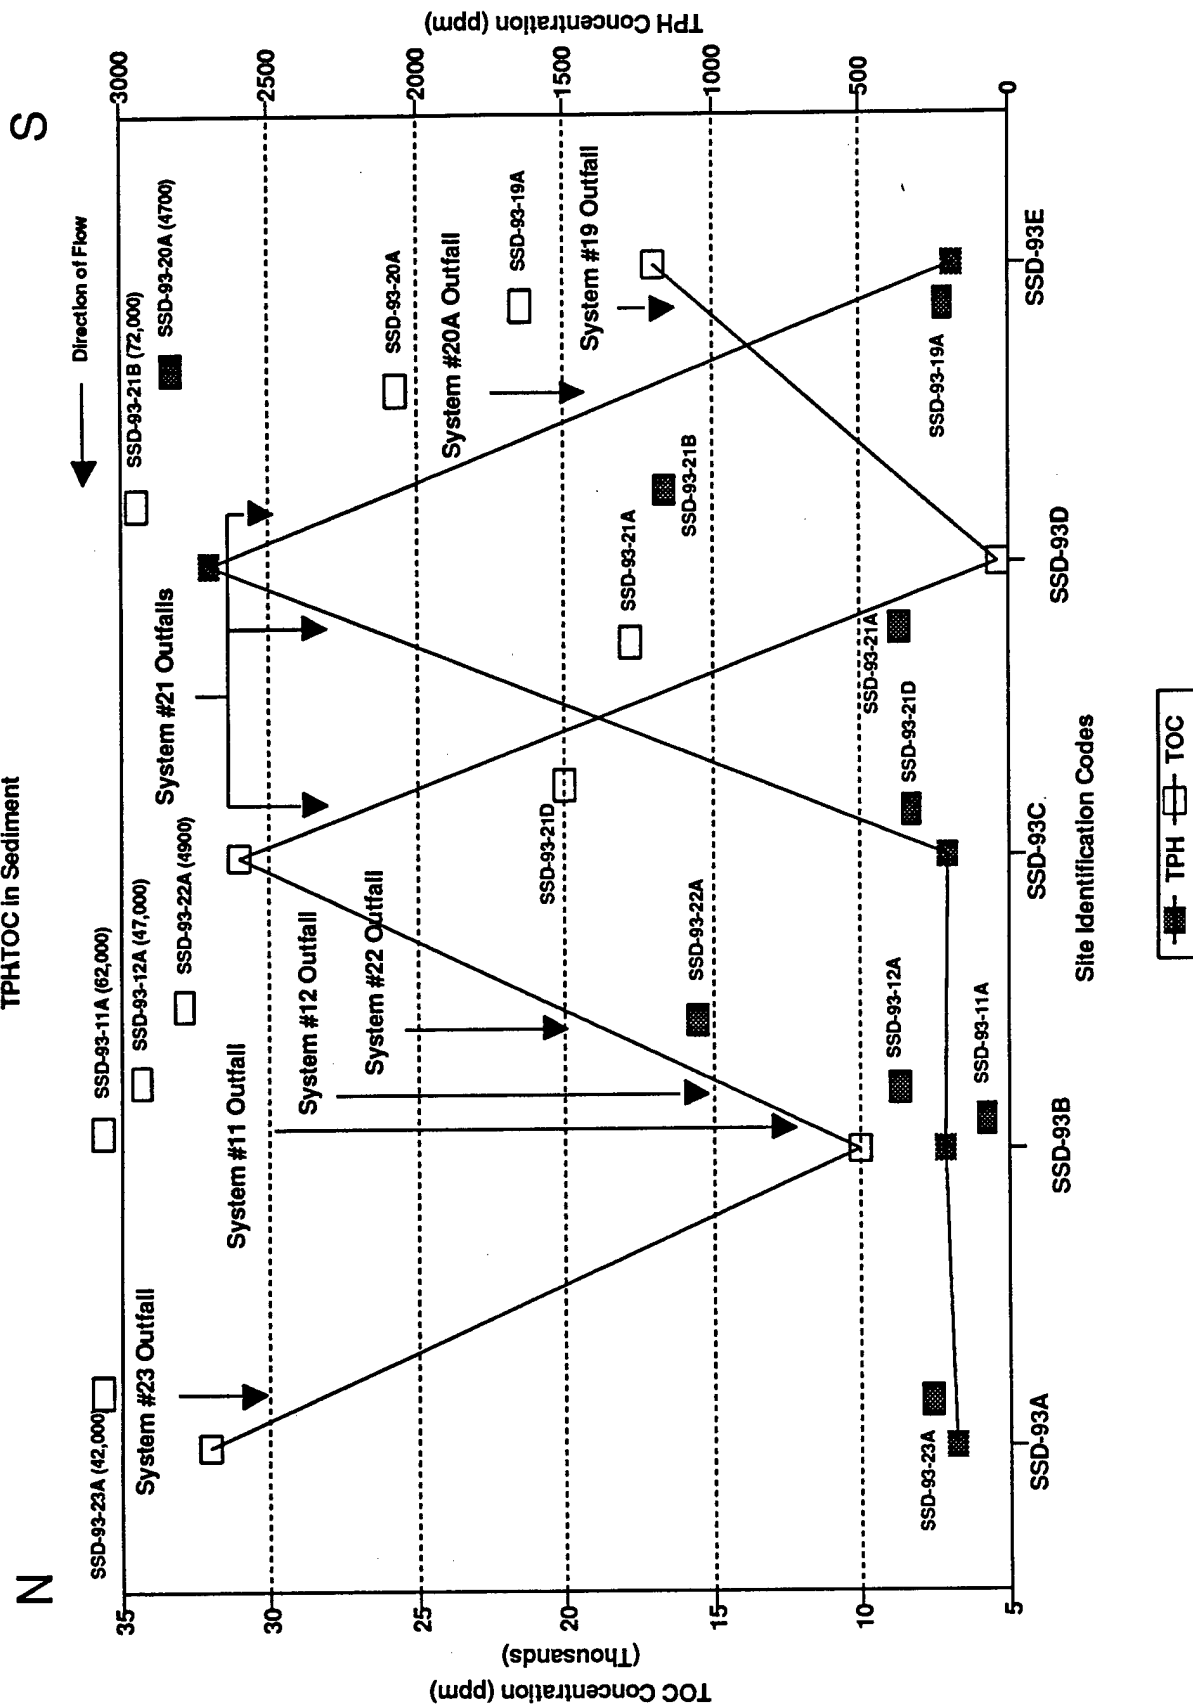 TPH\TOC in Sediment
N
S
Direction of Flow
SSD-93-23A (42,000)
SSD-93-11A (62,000)
SSD-93-12A (47,000)
SSD-93-22A (4900)
SSD-93-21B (72,000)
SSD-93-20A (4700)
System #23 Outfall
System #11 Outfall
System #12 Outfall
System #22 Outfall
System #21 Outfalls
System #20A Outfall
System #19 Outfall
SSD-93-20A
SSD-93-19A
SSD-93-21D
SSD-93-21A
SSD-93-21B
SSD-93-22A
SSD-93-12A
SSD-93-11A
SSD-93-23A
SSD-93-21D
SSD-93-21A
SSD-93-19A
TOC Concentration (ppm)
(Thousands)
35
30
25
20
15
10
5
TPH Concentration (ppm)
3000
2500
2000
1500
1000
500
0
SSD-93A
SSD-93B
SSD-93C
SSD-93D
SSD-93E
Site Identification Codes
TPH
TOC